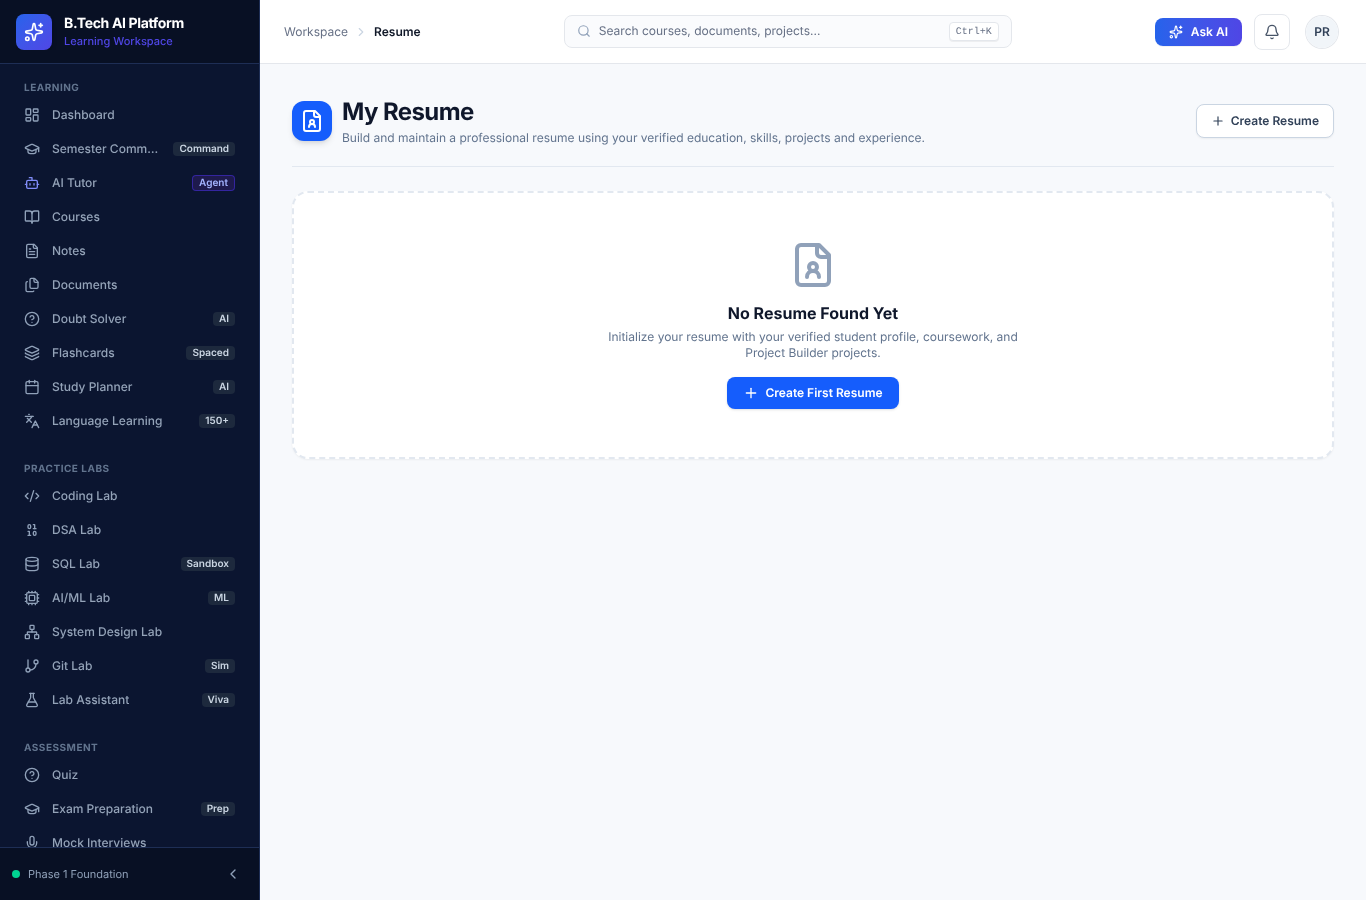 B.Tech AI Platform
Learning Workspace
LEARNING
Dashboard
Semester Comm... Command
AI Tutor Agent
Courses
Notes
Documents
Doubt Solver AI
Flashcards Spaced
Study Planner AI
Language Learning 150+
PRACTICE LABS
Coding Lab
DSA Lab
SQL Lab Sandbox
AI/ML Lab ML
System Design Lab
Git Lab Sim
Lab Assistant Viva
ASSESSMENT
Quiz
Exam Preparation Prep
Mock Interviews
Phase 1 Foundation
Workspace > Resume
Search courses, documents, projects... Ctrl+K
Ask AI
PR
My Resume
Build and maintain a professional resume using your verified education, skills, projects and experience.
+ Create Resume
No Resume Found Yet
Initialize your resume with your verified student profile, coursework, and
Project Builder projects.
+ Create First Resume